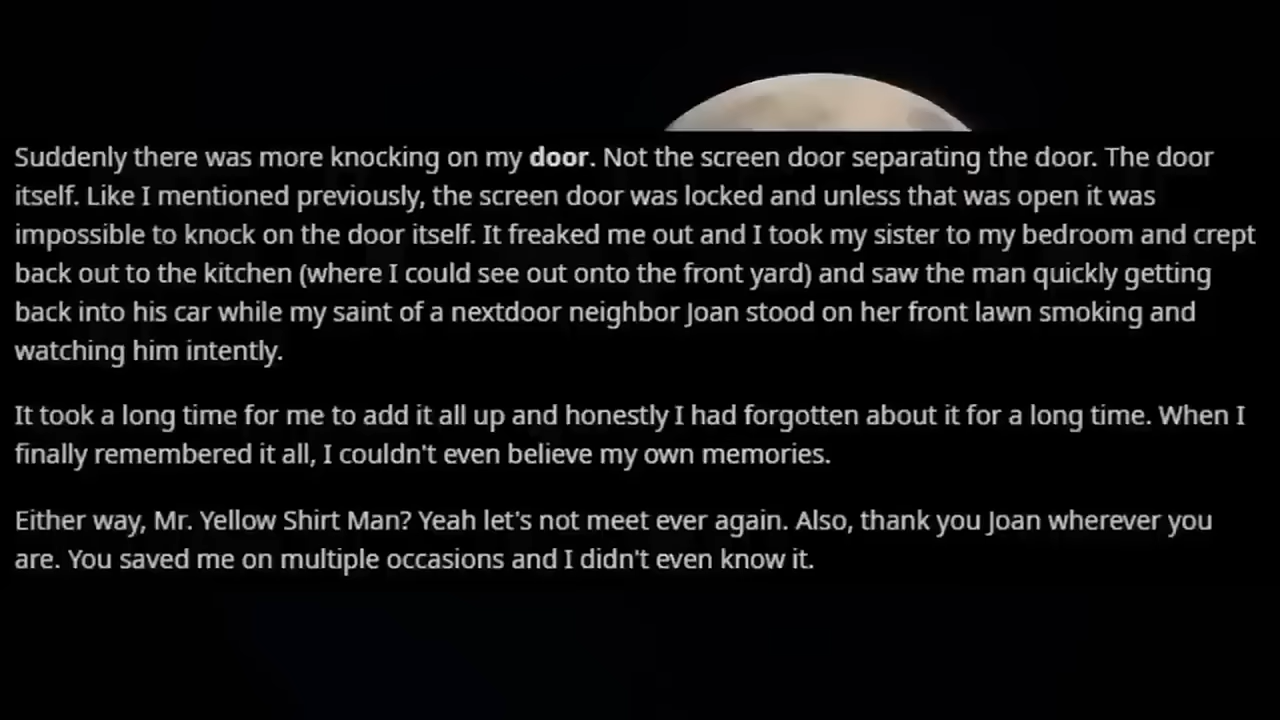 Suddenly there was more knocking on my door. Not the screen door separating the door. The door
itself. Like I mentioned previously, the screen door was locked and unless that was open it was
impossible to knock on the door itself. It freaked me out and I took my sister to my bedroom and crept
back out to the kitchen (where I could see out onto the front yard) and saw the man quickly getting
back into his car while my saint of a nextdoor neighbor Joan stood on her front lawn smoking and
watching him intently.
It took a long time for me to add it all up and honestly I had forgotten about it for a long time. When I
finally remembered it all, I couldn't even believe my own memories.
Either way, Mr. Yellow Shirt Man? Yeah let's not meet ever again. Also, thank you Joan wherever you
are. You saved me on multiple occasions and I didn't even know it.